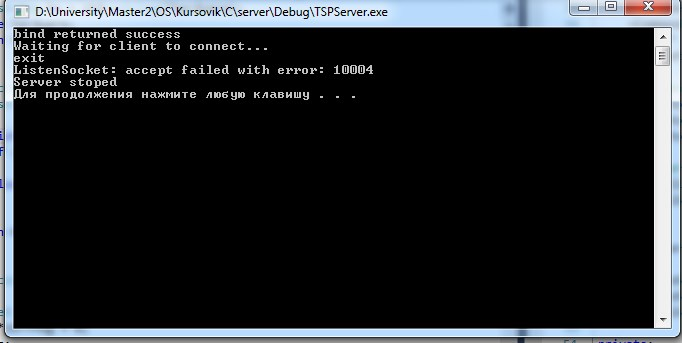 D:\University\Master2\OS\Kursovik\C\server\Debug\TSPServer.exe
bind returned success
Waiting for client to connect...
exit
ListenSocket: accept failed with error: 10004
Server stoped
Для продолжения нажмите любую клавишу . . .